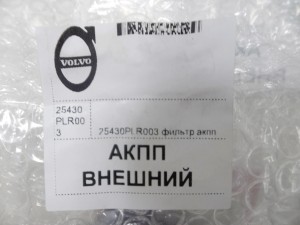 VOLVO
25430
PLR00
3
25430PLR003 фильтр акпп
АКПП
ВНЕШНИЙ